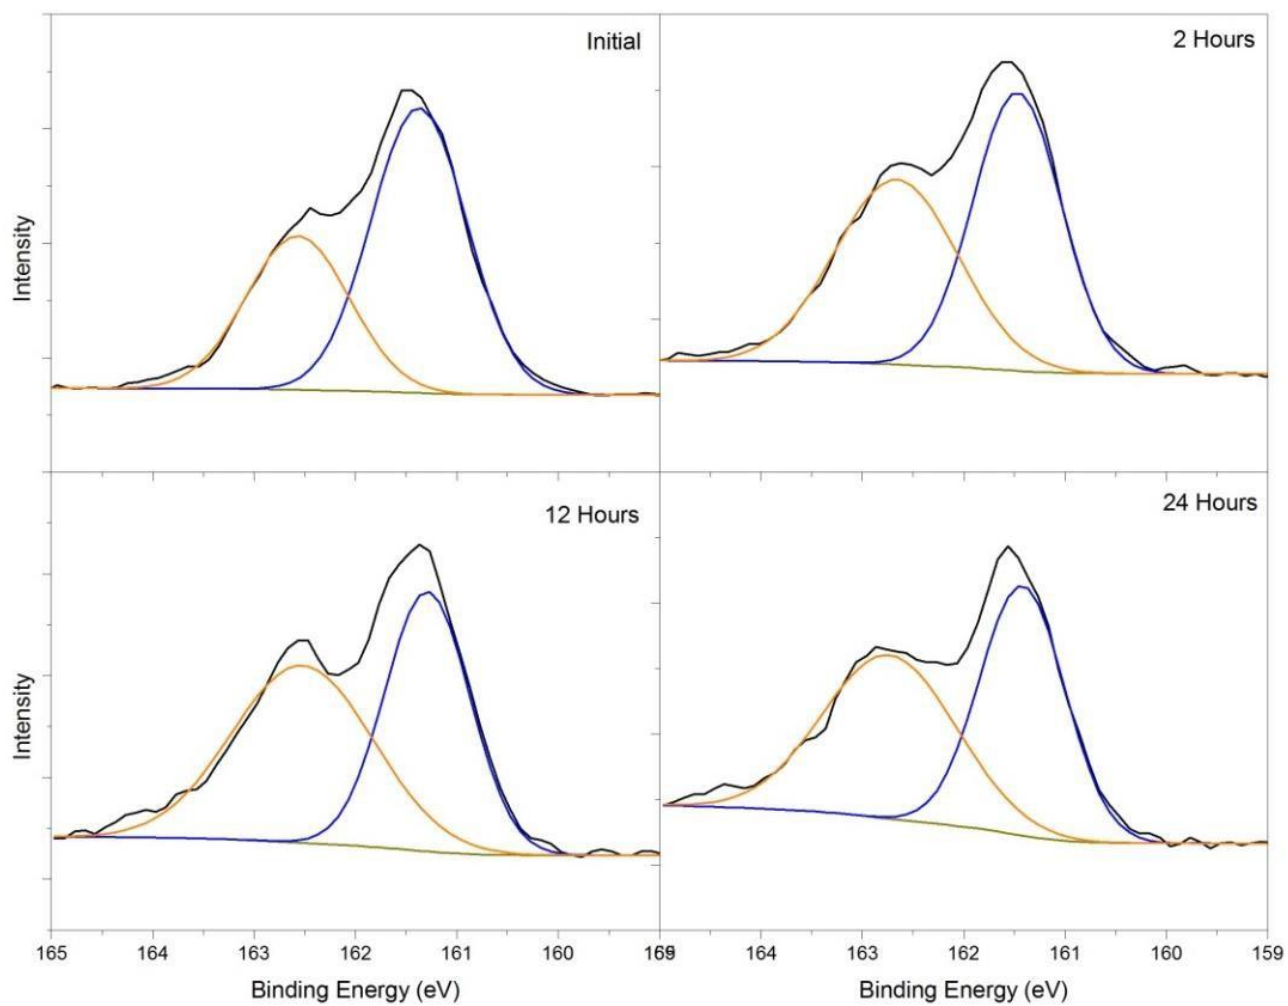 Initial
2 Hours
Intensity
12 Hours
24 Hours
Intensity
165 164 163 162 161 160
164 163 162 161 160 159
Binding Energy (eV)
Binding Energy (eV)